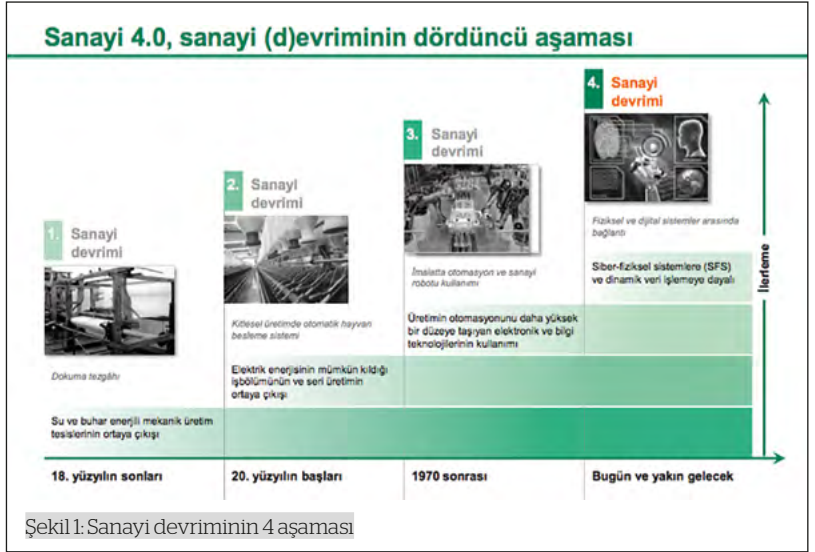 Sanayi 4.0, sanayi (d)evriminin dördüncü aşaması
4. Sanayi
devrimi
Fiziksel ve dijital sistemler arasında
bağlantı
Siber-fiziksel sistemlere (SFS)
ve dinamik veri işlemeye dayalı
3. Sanayi
devrimi
İmalatta otomasyon ve sanayi
robotu kullanımı
Üretimin otomasyonunu daha yüksek
bir düzeye taşıyan elektronik ve bilgi
teknolojilerinin kullanımı
2. Sanayi
devrimi
Kitlesel üretimde otomatik hayvan
besleme sistemi
Elektrik enerjisinin mümkün kıldığı
işbölümünün ve seri üretimin
ortaya çıkışı
1. Sanayi
devrimi
Dokuma tezgâhı
Su ve buhar enerjili mekanik üretim
tesislerinin ortaya çıkışı
İlerleme
18. yüzyılın sonları
20. yüzyılın başları
1970 sonrası
Bugün ve yakın gelecek
Şekil 1: Sanayi devriminin 4 aşaması